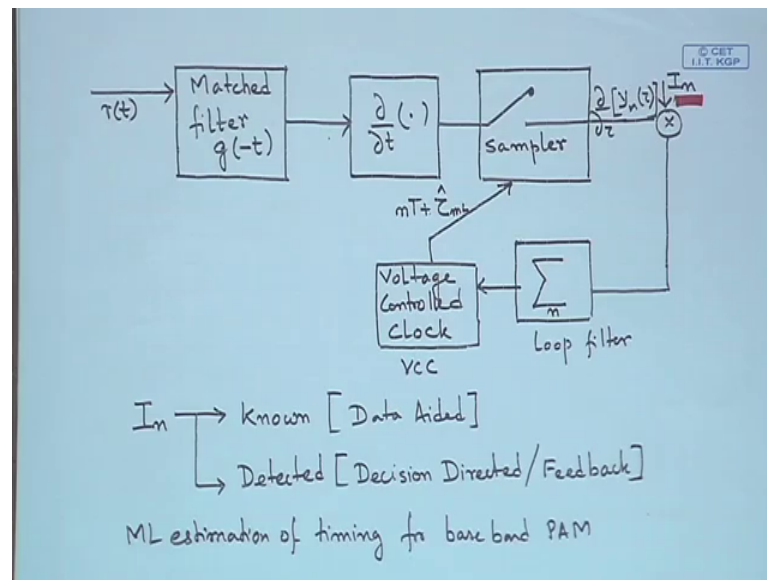 © CET
I.I.T. KGP
r(t)
Matched
filter
g(-t)
∂/∂t (·)
sampler
∂/∂τ [y_n(τ)]
I_n
×
nT + τ̂_ML
Voltage
Controlled
Clock
VCC
Σ
n
Loop filter
I_n → Known [Data Aided]
↳ Detected [Decision Directed/Feedback]
ML estimation of timing for base band PAM